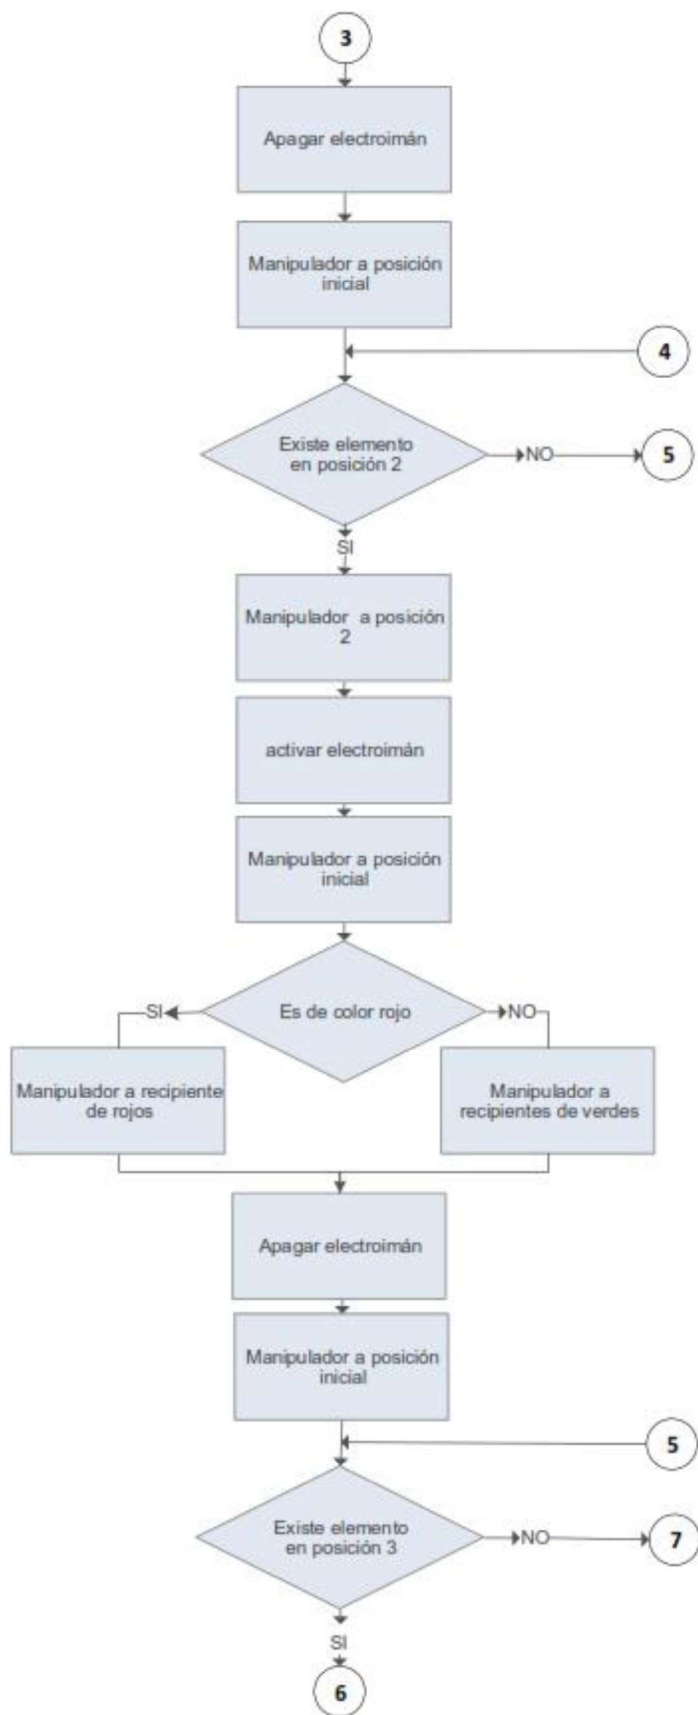 3
Apagar electroimán
Manipulador a posición
inicial
4
Existe elemento
en posición 2
NO
5
SI
Manipulador a posición
2
activar electroimán
Manipulador a posición
inicial
SI
Es de color rojo
NO
Manipulador a recipiente
de rojos
Manipulador a
recipientes de verdes
Apagar electroimán
Manipulador a posición
inicial
5
Existe elemento
en posición 3
NO
7
SI
6